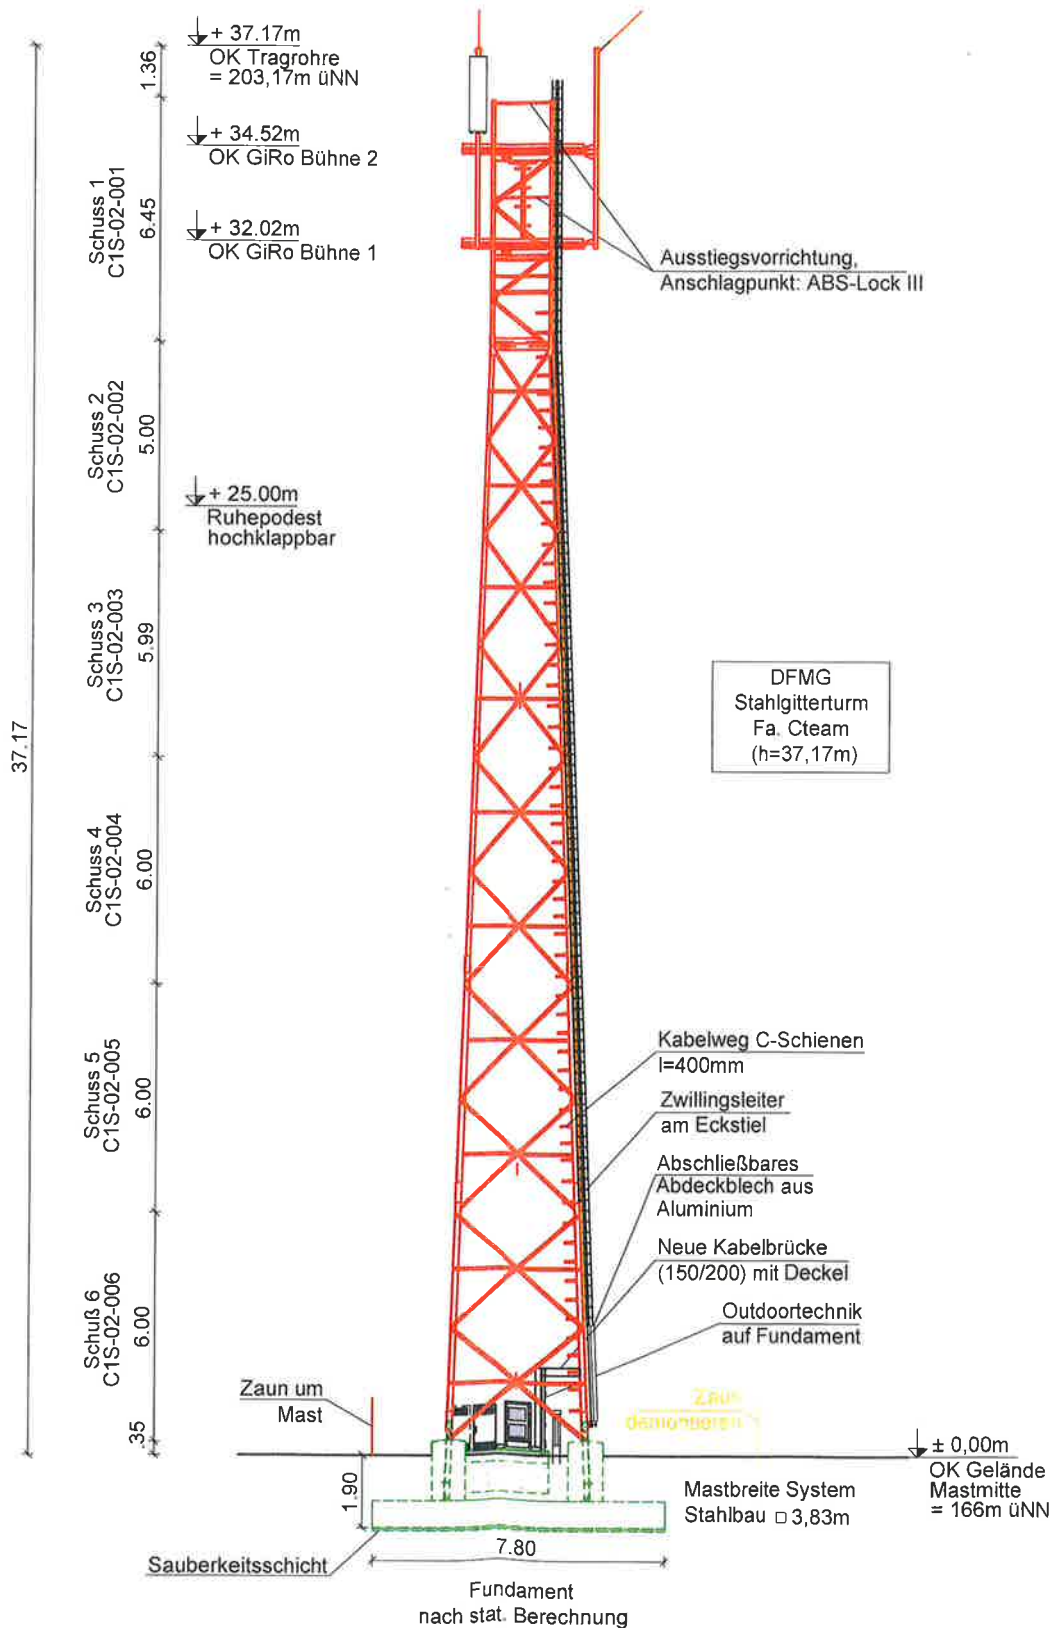 + 37.17m
OK Tragrohre
= 203,17m üNN
1.36
+ 34.52m
OK GiRo Bühne 2
Schuss 1
C1S-02-001
6.45
+ 32.02m
OK GiRo Bühne 1
Ausstiegsvorrichtung,
Anschlagpunkt: ABS-Lock III
Schuss 2
C1S-02-002
5.00
+ 25.00m
Ruhepodest
hochklappbar
Schuss 3
C1S-02-003
5.99
DFMG
Stahlgitterturm
Fa. Cteam
(h=37,17m)
37.17
Schuss 4
C1S-02-004
6.00
Schuss 5
C1S-02-005
6.00
Kabelweg C-Schienen
l=400mm
Zwillingsleiter
am Eckstiel
Abschließbares
Abdeckblech aus
Aluminium
Neue Kabelbrücke
(150/200) mit Deckel
Outdoortechnik
auf Fundament
Schuß 6
C1S-02-006
6.00
Zaun um
Mast
Zaun
demontieren
.35
± 0,00m
OK Gelände
Mastmitte
= 166m üNN
1.90
Mastbreite System
Stahlbau □ 3,83m
7.80
Sauberkeitsschicht
Fundament
nach stat. Berechnung